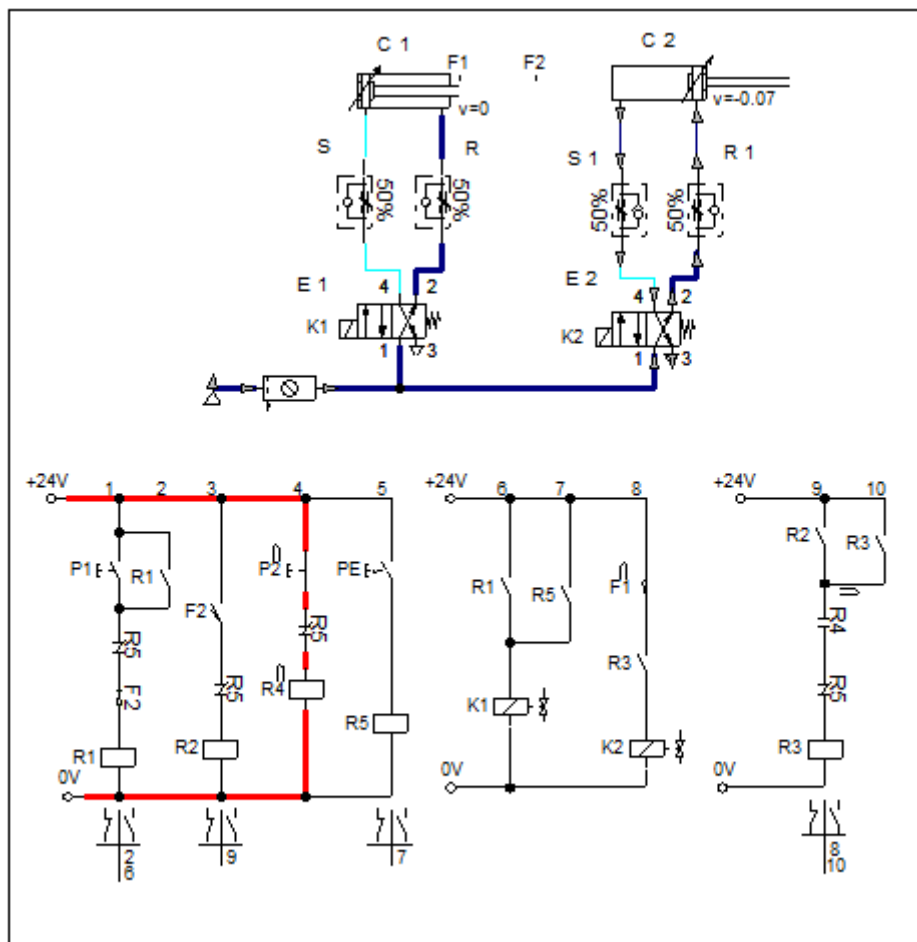 C 1
F1
F2
C 2
v=0
v=-0.07
S
R
S 1
R 1
50%
50%
50%
50%
E 1
4
2
E 2
4
2
K1
K2
1
3
1
3
+24V
1
2
3
4
5
+24V
6
7
8
+24V
9
10
P1
R1
P2
PE
R1
R5
F1
R2
R3
F2
R5
R5
R3
R4
F2
R5
R4
R5
R5
K1
R1
R2
K2
R3
0V
0V
0V
2
6
9
7
8
10